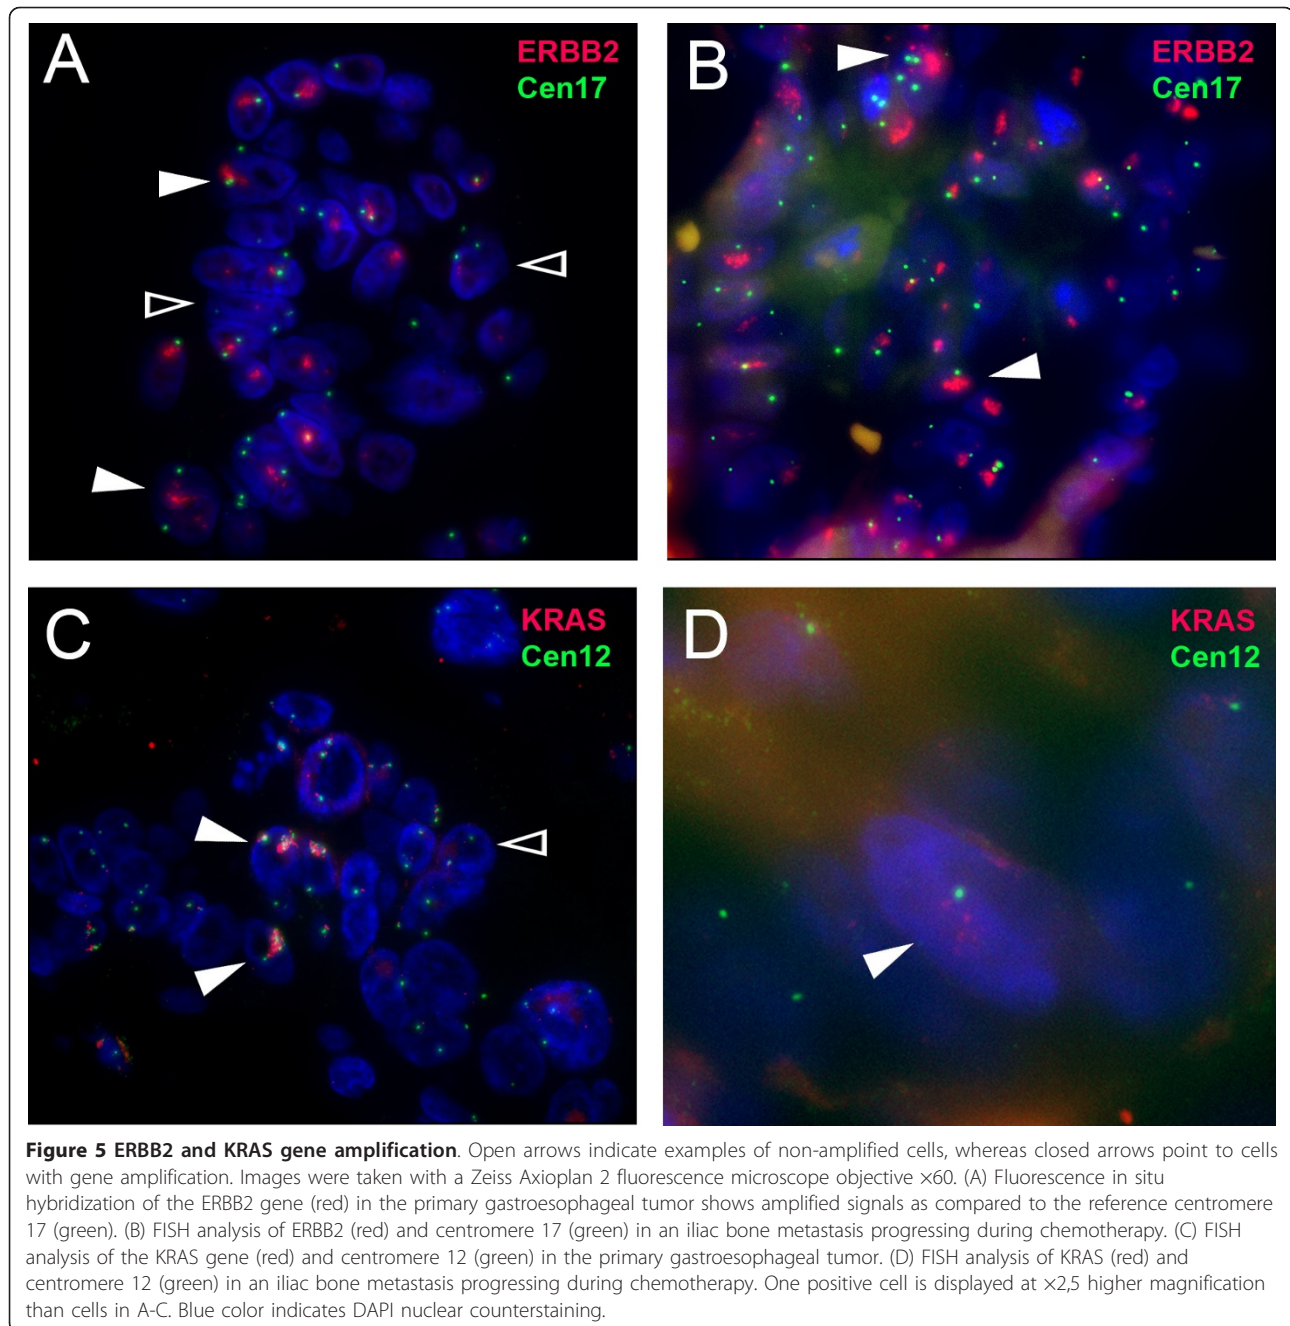 A
ERBB2
Cen17
B
ERBB2
Cen17
C
KRAS
Cen12
D
KRAS
Cen12
Figure 5 ERBB2 and KRAS gene amplification. Open arrows indicate examples of non-amplified cells, whereas closed arrows point to cells
with gene amplification. Images were taken with a Zeiss Axioplan 2 fluorescence microscope objective ×60. (A) Fluorescence in situ
hybridization of the ERBB2 gene (red) in the primary gastroesophageal tumor shows amplified signals as compared to the reference centromere
17 (green). (B) FISH analysis of ERBB2 (red) and centromere 17 (green) in an iliac bone metastasis progressing during chemotherapy. (C) FISH
analysis of the KRAS gene (red) and centromere 12 (green) in the primary gastroesophageal tumor. (D) FISH analysis of KRAS (red) and
centromere 12 (green) in an iliac bone metastasis progressing during chemotherapy. One positive cell is displayed at ×2,5 higher magnification
than cells in A-C. Blue color indicates DAPI nuclear counterstaining.